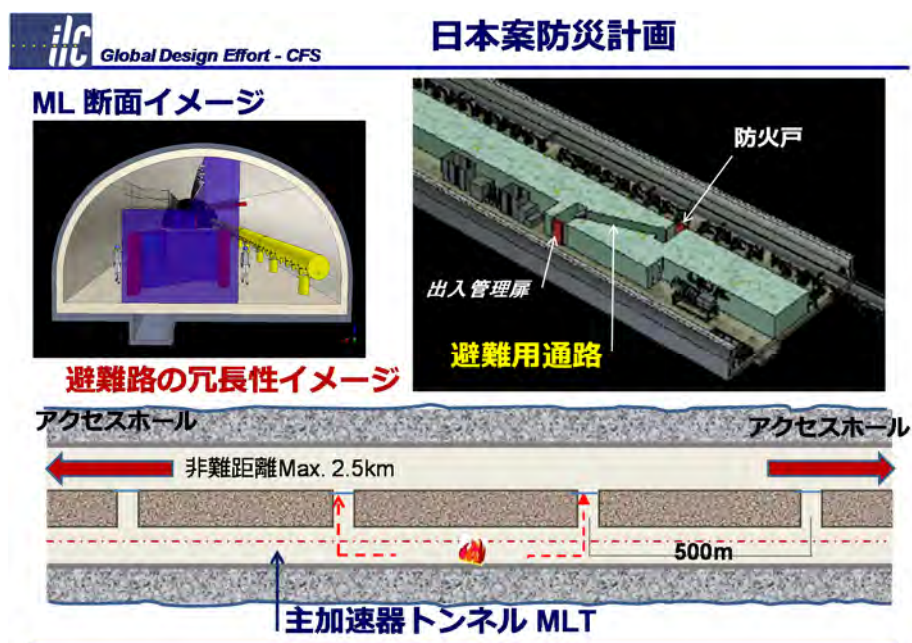 ilc Global Design Effort - CFS
日本案防災計画
ML 断面イメージ
防火戸
出入管理扉
避難用通路
避難路の冗長性イメージ
アクセスホール
アクセスホール
非難距離Max. 2.5km
500m
主加速器トンネル MLT